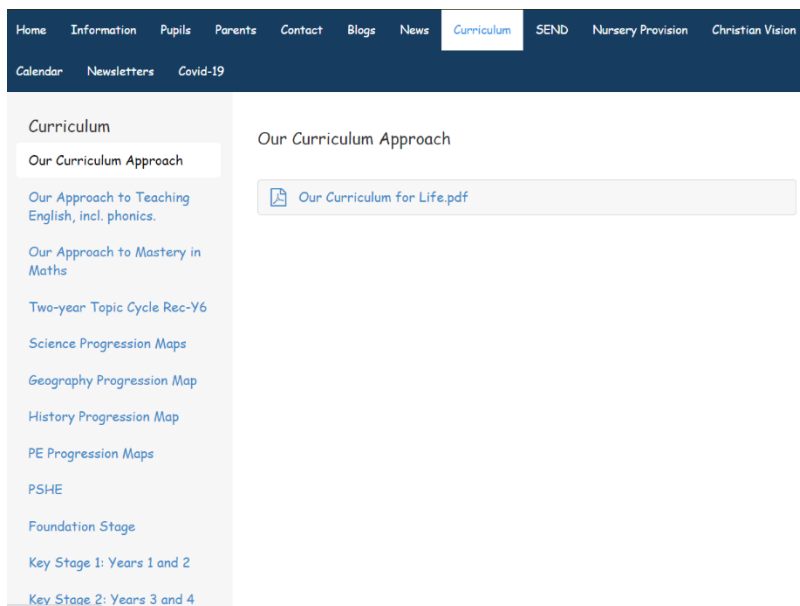 Home Information Pupils Parents Contact Blogs News Curriculum SEND Nursery Provision Christian Vision
Calendar Newsletters Covid-19
Curriculum
Our Curriculum Approach
Our Approach to Teaching
English, incl. phonics.
Our Approach to Mastery in
Maths
Two-year Topic Cycle Rec-Y6
Science Progression Maps
Geography Progression Map
History Progression Map
PE Progression Maps
PSHE
Foundation Stage
Key Stage 1: Years 1 and 2
Key Stage 2: Years 3 and 4
Our Curriculum Approach
Our Curriculum for Life.pdf